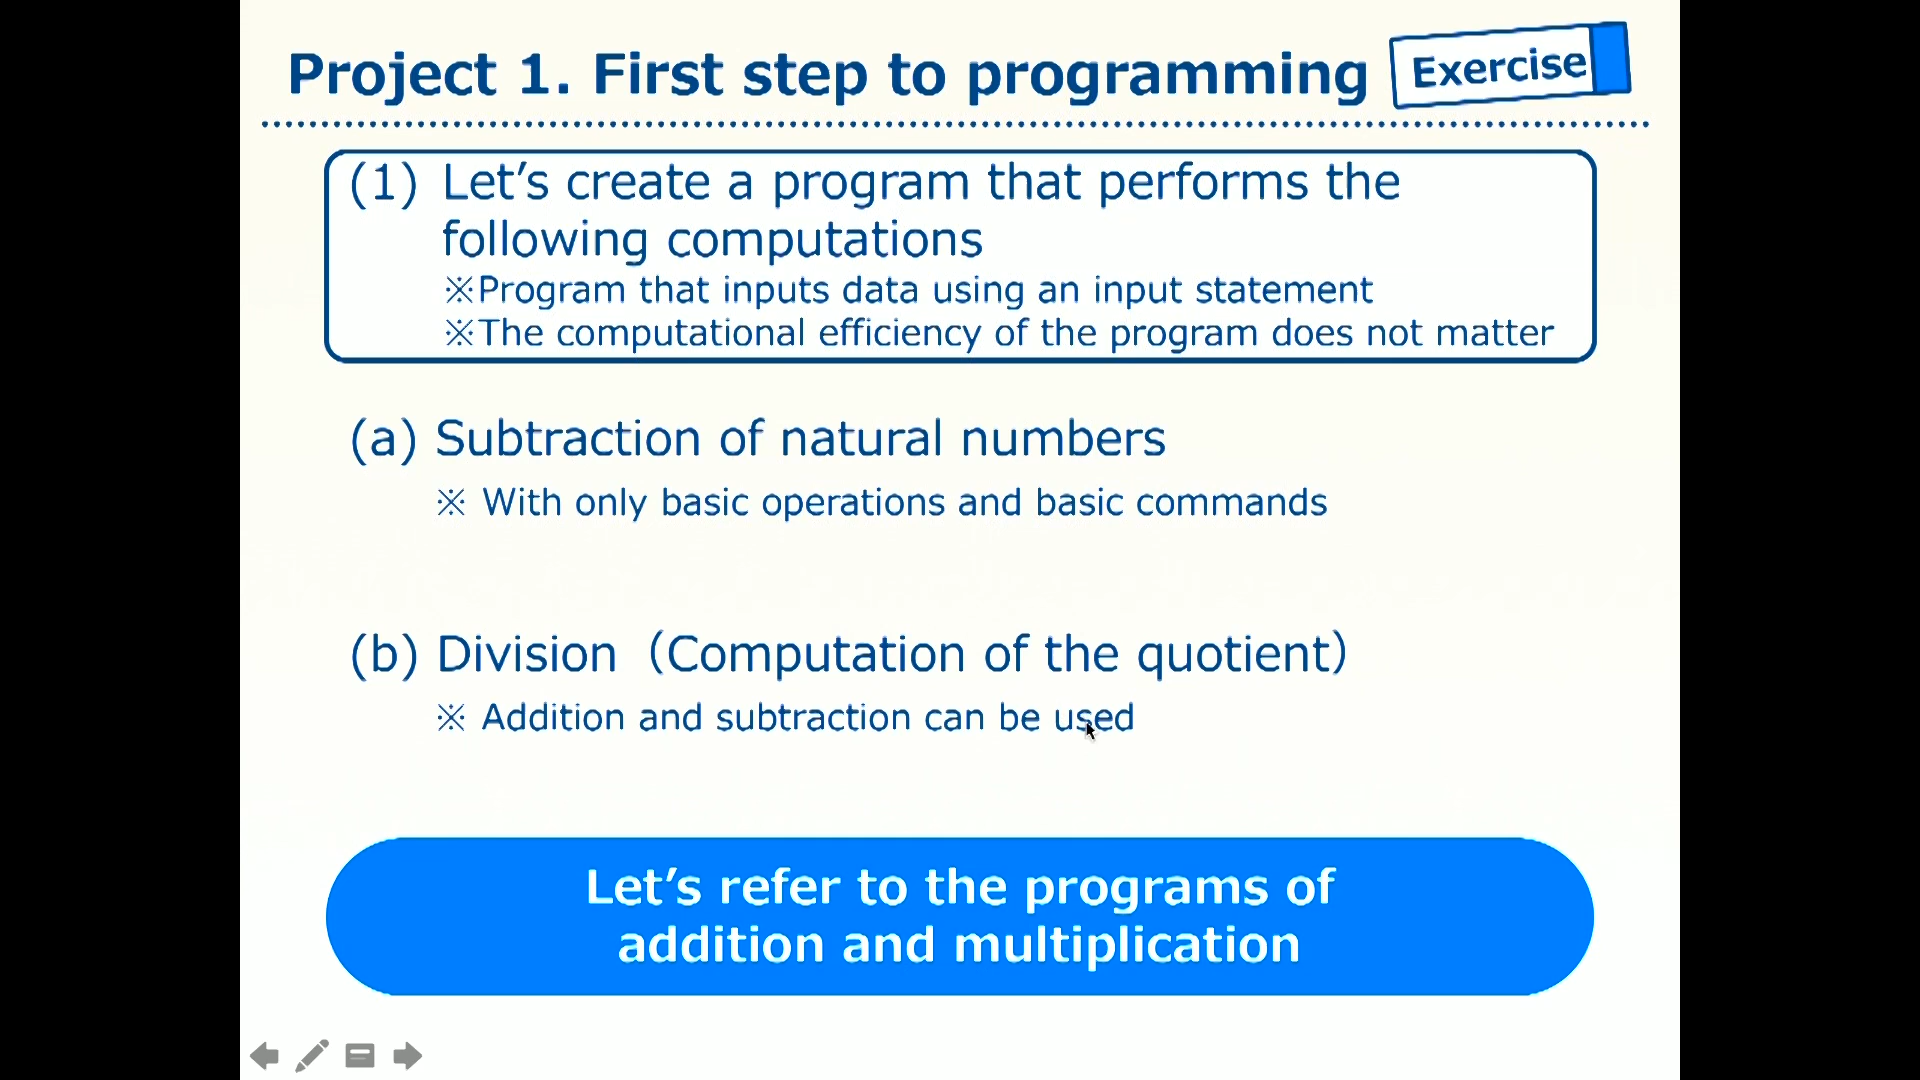 Project 1. First step to programming
Exercise
(1) Let’s create a program that performs the
following computations
※Program that inputs data using an input statement
※The computational efficiency of the program does not matter
(a) Subtraction of natural numbers
※ With only basic operations and basic commands
(b) Division（Computation of the quotient）
※ Addition and subtraction can be used
Let’s refer to the programs of
addition and multiplication